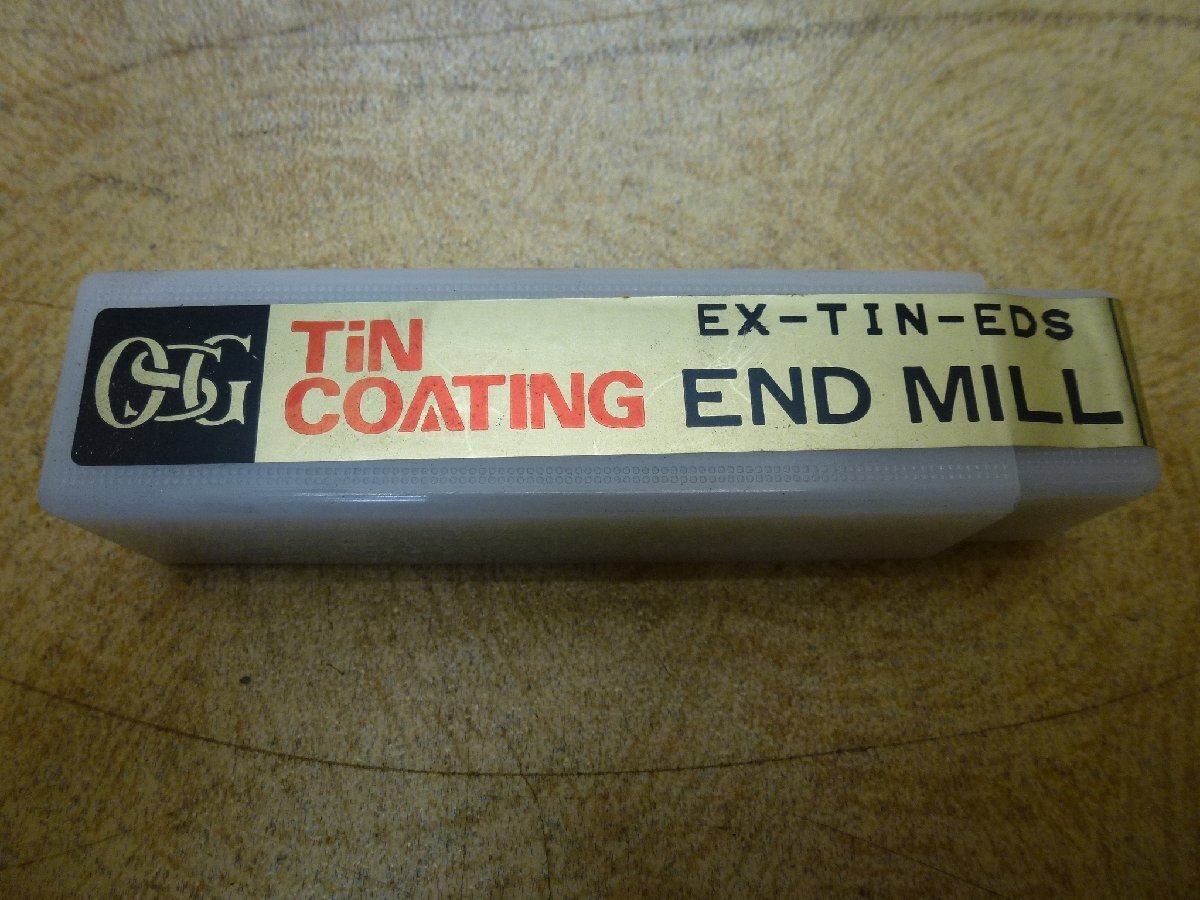 OSG
TiN
COATING
EX-TIN-EDS
END MILL